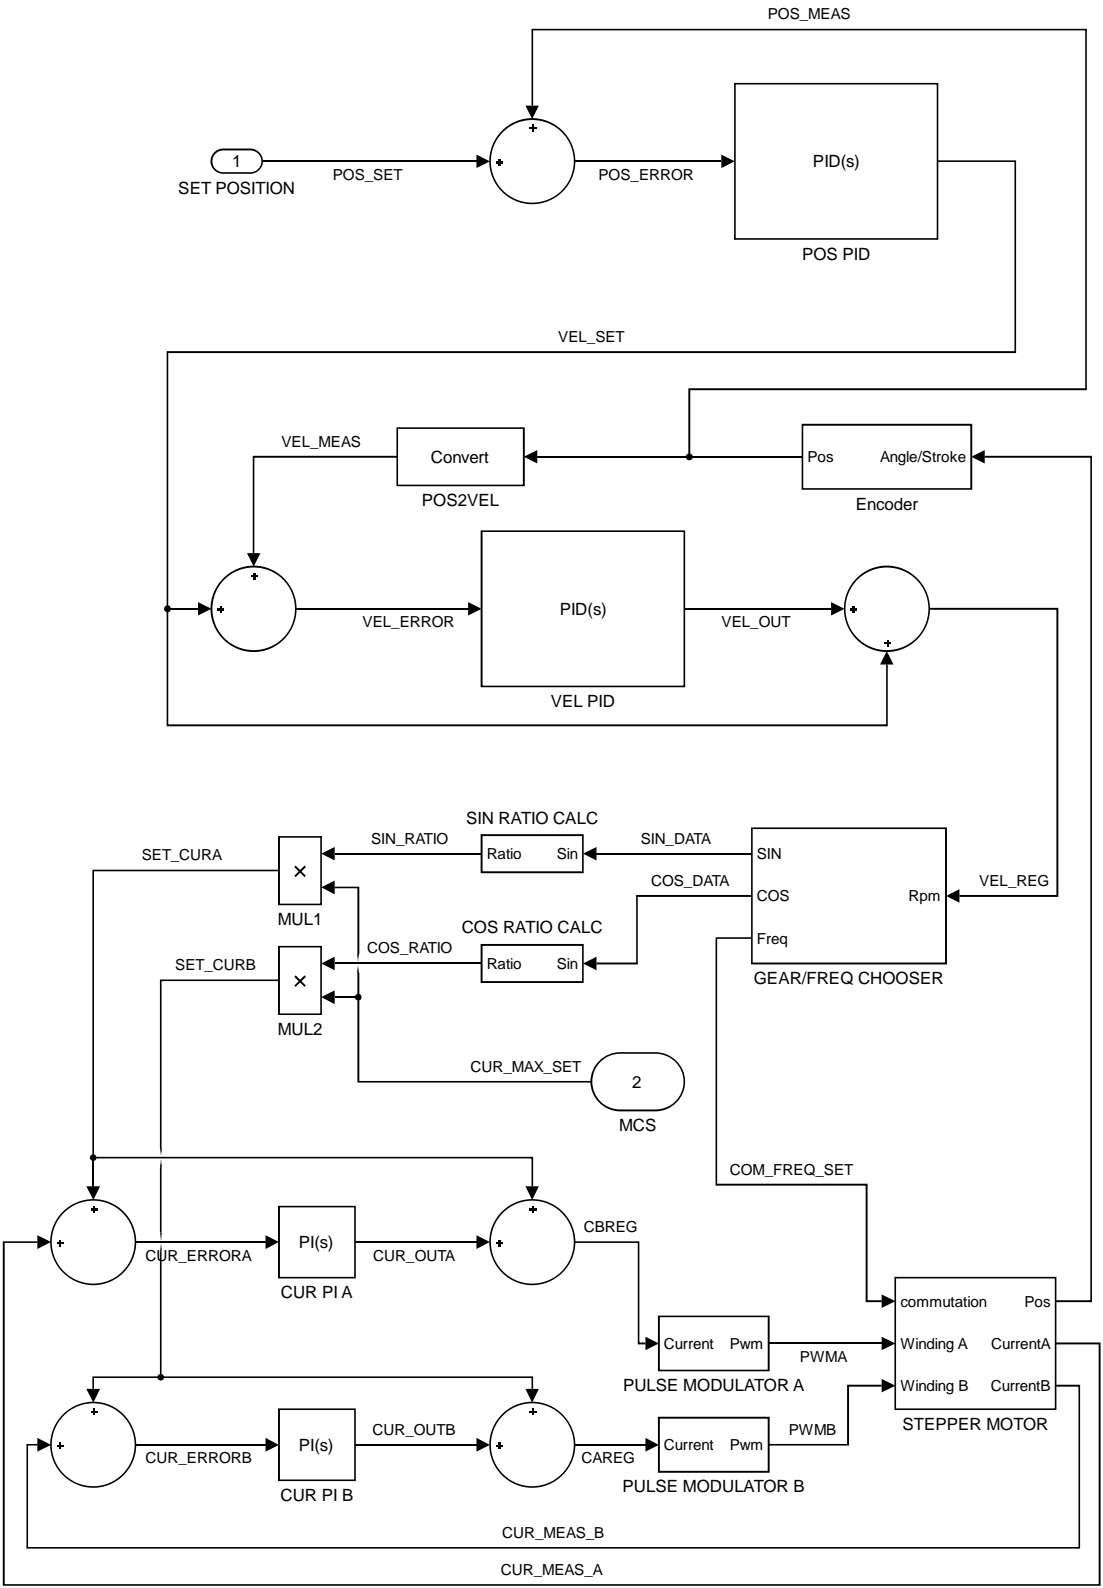 POS_MEAS
1
SET POSITION
POS_SET
+
+
POS_ERROR
PID(s)
POS PID
VEL_SET
VEL_MEAS
Convert
POS2VEL
Pos
Angle/Stroke
Encoder
+
+
VEL_ERROR
PID(s)
VEL PID
VEL_OUT
+
+
SIN RATIO CALC
SET_CURA
×
MUL1
SIN_RATIO
Ratio
Sin
SIN_DATA
SIN
COS_DATA
COS
Rpm
VEL_REG
Freq
GEAR/FREQ CHOOSER
COS RATIO CALC
SET_CURB
×
MUL2
COS_RATIO
Ratio
Sin
CUR_MAX_SET
2
MCS
COM_FREQ_SET
+
+
CUR_ERRORA
PI(s)
CUR PI A
CUR_OUTA
+
+
CBREG
Current
Pwm
PULSE MODULATOR A
PWMA
commutation
Pos
Winding A
CurrentA
Winding B
CurrentB
STEPPER MOTOR
+
+
CUR_ERRORB
PI(s)
CUR PI B
CUR_OUTB
+
+
CAREG
Current
Pwm
PULSE MODULATOR B
PWMB
CUR_MEAS_B
CUR_MEAS_A